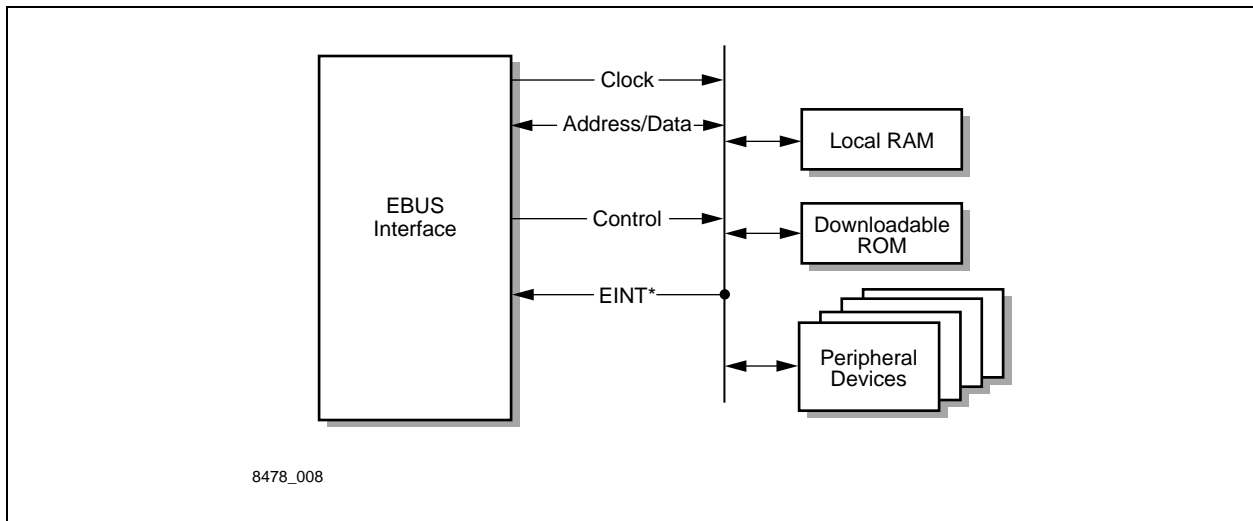 Clock
Address/Data
Local RAM
EBUS
Interface
Control
Downloadable
ROM
EINT*
Peripheral
Devices
8478_008